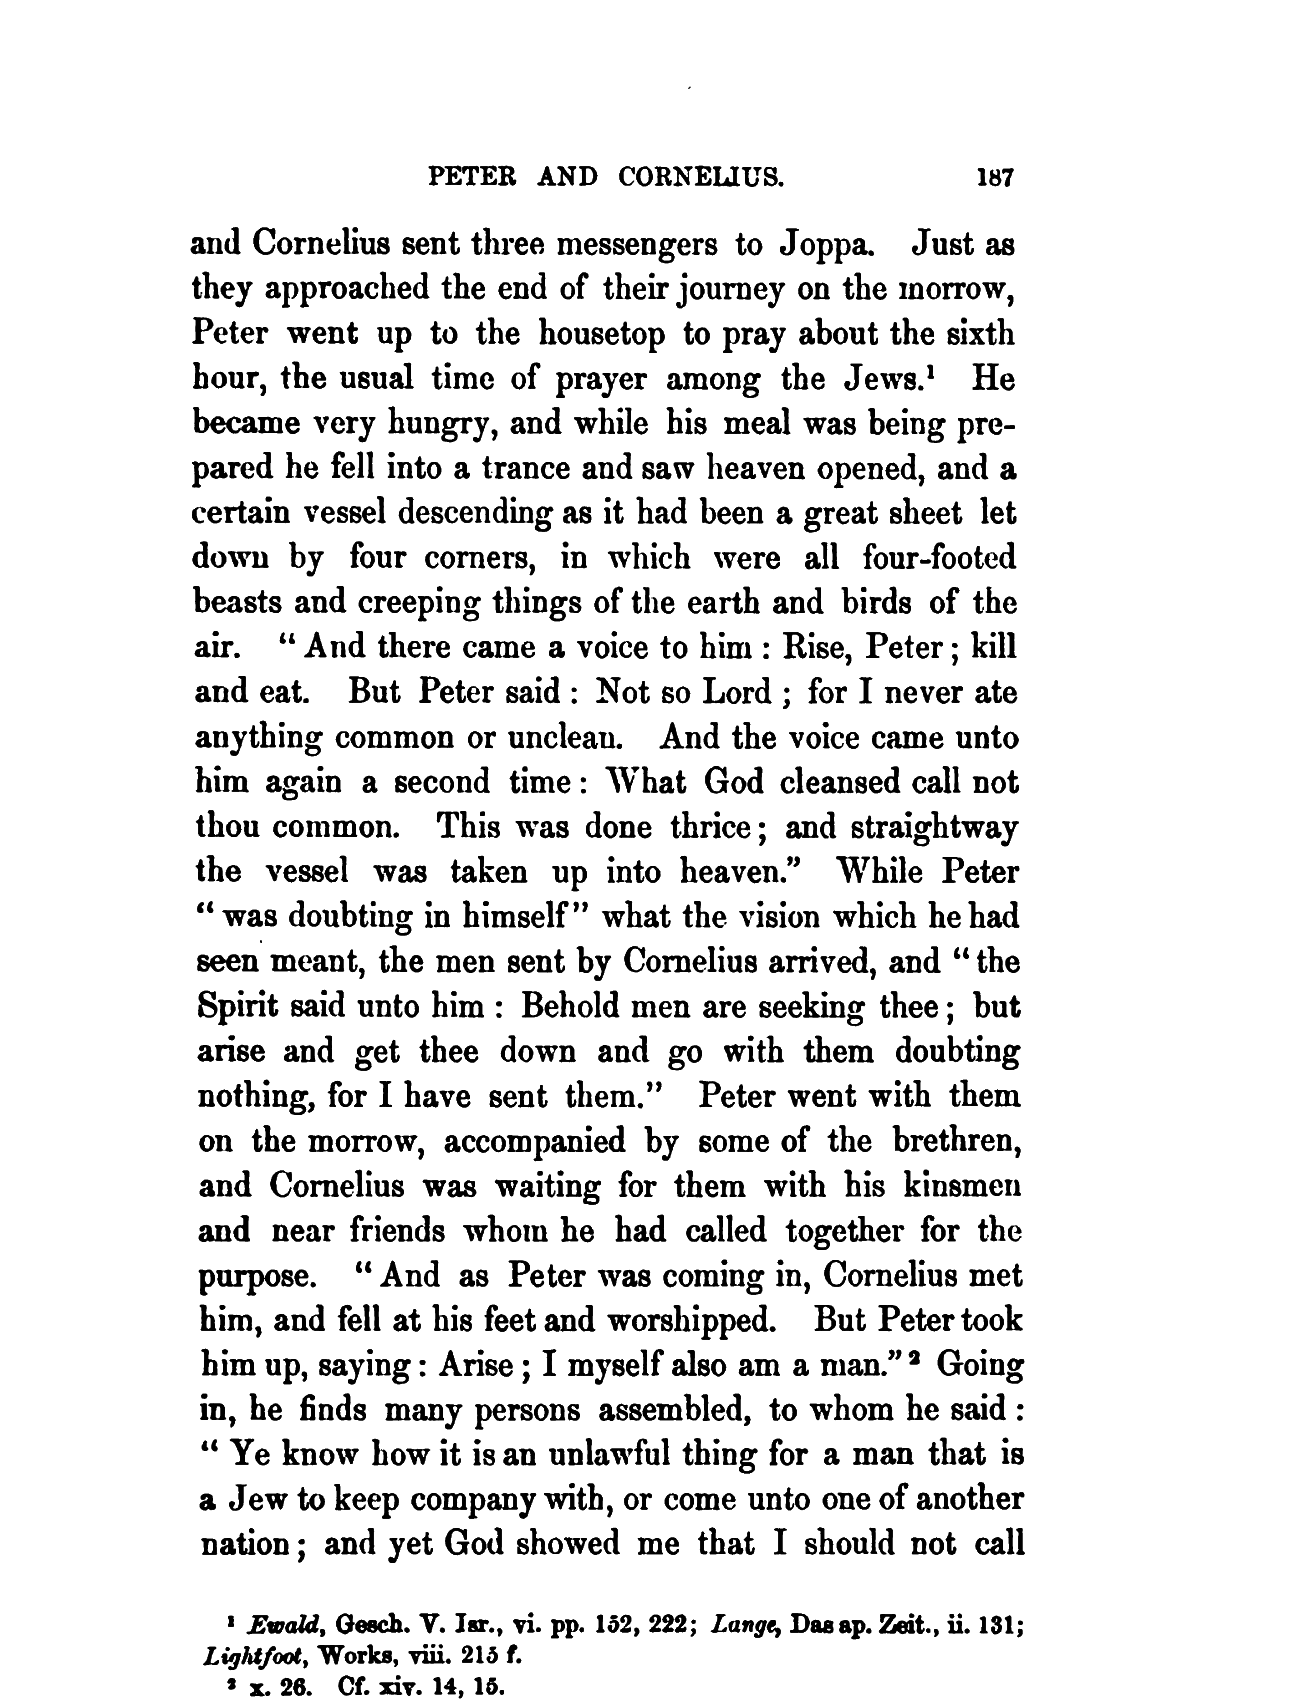 PETER AND CORNELIUS. 187
and Cornelius sent three messengers to Joppa. Just as
they approached the end of their journey on the morrow,
Peter went up to the housetop to pray about the sixth
hour, the usual time of prayer among the Jews.¹ He
became very hungry, and while his meal was being pre-
pared he fell into a trance and saw heaven opened, and a
certain vessel descending as it had been a great sheet let
down by four corners, in which were all four-footed
beasts and creeping things of the earth and birds of the
air. “ And there came a voice to him : Rise, Peter ; kill
and eat. But Peter said : Not so Lord ; for I never ate
anything common or unclean. And the voice came unto
him again a second time : What God cleansed call not
thou common. This was done thrice ; and straightway
the vessel was taken up into heaven.” While Peter
“ was doubting in himself” what the vision which he had
seen meant, the men sent by Cornelius arrived, and “ the
Spirit said unto him : Behold men are seeking thee ; but
arise and get thee down and go with them doubting
nothing, for I have sent them.” Peter went with them
on the morrow, accompanied by some of the brethren,
and Cornelius was waiting for them with his kinsmen
and near friends whom he had called together for the
purpose. “ And as Peter was coming in, Cornelius met
him, and fell at his feet and worshipped. But Peter took
him up, saying : Arise ; I myself also am a man.” ² Going
in, he finds many persons assembled, to whom he said :
“ Ye know how it is an unlawful thing for a man that is
a Jew to keep company with, or come unto one of another
nation ; and yet God showed me that I should not call
¹ Ewald, Gesch. V. Isr., vi. pp. 152, 222; Lange, Das ap. Zeit., ii. 131;
Lightfoot, Works, viii. 215 f.
² x. 26. Cf. xiv. 14, 15.